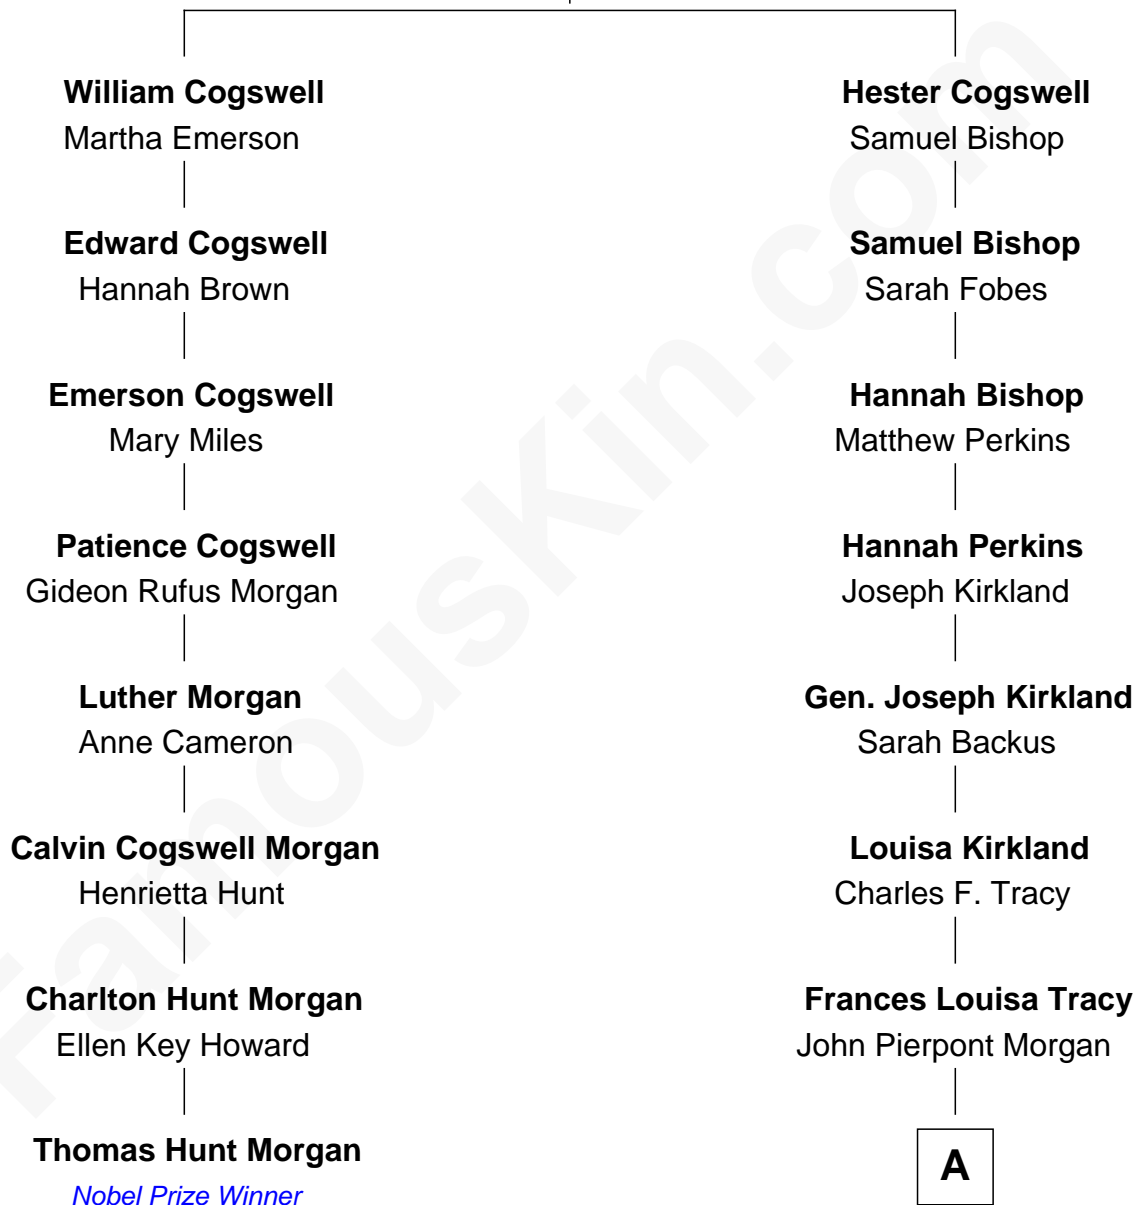 William Cogswell
Martha Emerson
Hester Cogswell
Samuel Bishop
Edward Cogswell
Hannah Brown
Samuel Bishop
Sarah Fobes
Emerson Cogswell
Mary Miles
Hannah Bishop
Matthew Perkins
Patience Cogswell
Gideon Rufus Morgan
Hannah Perkins
Joseph Kirkland
Luther Morgan
Anne Cameron
Gen. Joseph Kirkland
Sarah Backus
Calvin Cogswell Morgan
Henrietta Hunt
Louisa Kirkland
Charles F. Tracy
Charlton Hunt Morgan
Ellen Key Howard
Frances Louisa Tracy
John Pierpont Morgan
Thomas Hunt Morgan
Nobel Prize Winner
A
FamousKin.com